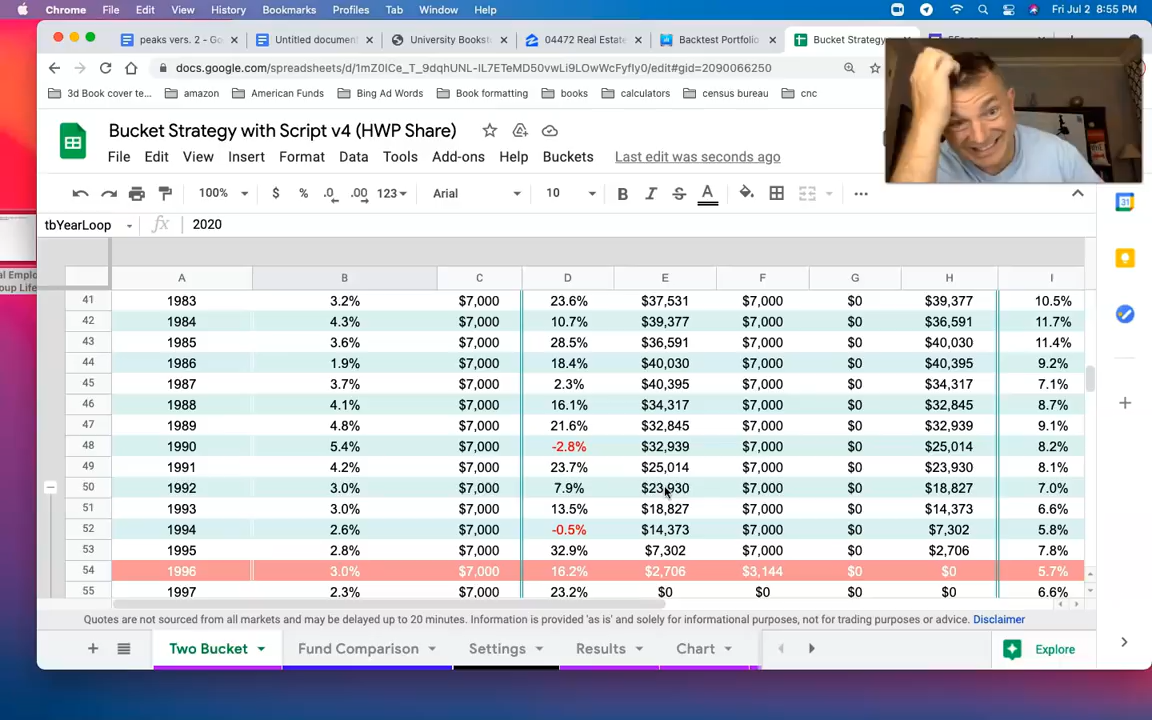 Chrome File Edit View History Bookmarks Profiles Tab Window Help Fri Jul 2 8:55 PM
peaks vers. 2 - Go Untitled documen University Bookst 04472 Real Estate Backtest Portfolio Bucket Strategy
docs.google.com/spreadsheets/d/1mZ0ICe_T_9dqhUNL-IL7ETeMD50vwLi9LOwWcFyfIy0/edit#gid=2090066250
3d Book cover te... amazon American Funds Bing Ad Words Book formatting books calculators census bureau cnc
Bucket Strategy with Script v4 (HWP Share)
File Edit View Insert Format Data Tools Add-ons Help Buckets Last edit was seconds ago
100% $ % .0 .00 123 Arial 10 B I S A
tbYearLoop fx 2020
A B C D E F G H I
41 1983 3.2% $7,000 23.6% $37,531 $7,000 $0 $39,377 10.5%
42 1984 4.3% $7,000 10.7% $39,377 $7,000 $0 $36,591 11.7%
43 1985 3.6% $7,000 28.5% $36,591 $7,000 $0 $40,030 11.4%
44 1986 1.9% $7,000 18.4% $40,030 $7,000 $0 $40,395 9.2%
45 1987 3.7% $7,000 2.3% $40,395 $7,000 $0 $34,317 7.1%
46 1988 4.1% $7,000 16.1% $34,317 $7,000 $0 $32,845 8.7%
47 1989 4.8% $7,000 21.6% $32,845 $7,000 $0 $32,939 9.1%
48 1990 5.4% $7,000 -2.8% $32,939 $7,000 $0 $25,014 8.2%
49 1991 4.2% $7,000 23.7% $25,014 $7,000 $0 $23,930 8.1%
50 1992 3.0% $7,000 7.9% $23,930 $7,000 $0 $18,827 7.0%
51 1993 3.0% $7,000 13.5% $18,827 $7,000 $0 $14,373 6.6%
52 1994 2.6% $7,000 -0.5% $14,373 $7,000 $0 $7,302 5.8%
53 1995 2.8% $7,000 32.9% $7,302 $7,000 $0 $2,706 7.8%
54 1996 3.0% $7,000 16.2% $2,706 $3,144 $0 $0 5.7%
55 1997 2.3% $7,000 23.2% $0 $0 $0 $0 6.6%
Quotes are not sourced from all markets and may be delayed up to 20 minutes. Information is provided 'as is' and solely for informational purposes, not for trading purposes or advice. Disclaimer
Two Bucket Fund Comparison Settings Results Chart Explore
al Emplo
oup Life
31